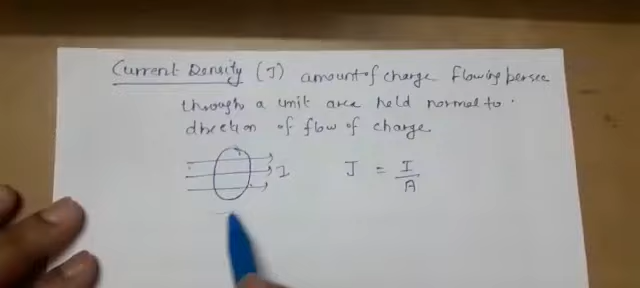 Current Density (J) amount of charge flowing per sec
through a unit area held normal to
direction of flow of charge.
I J = I/A